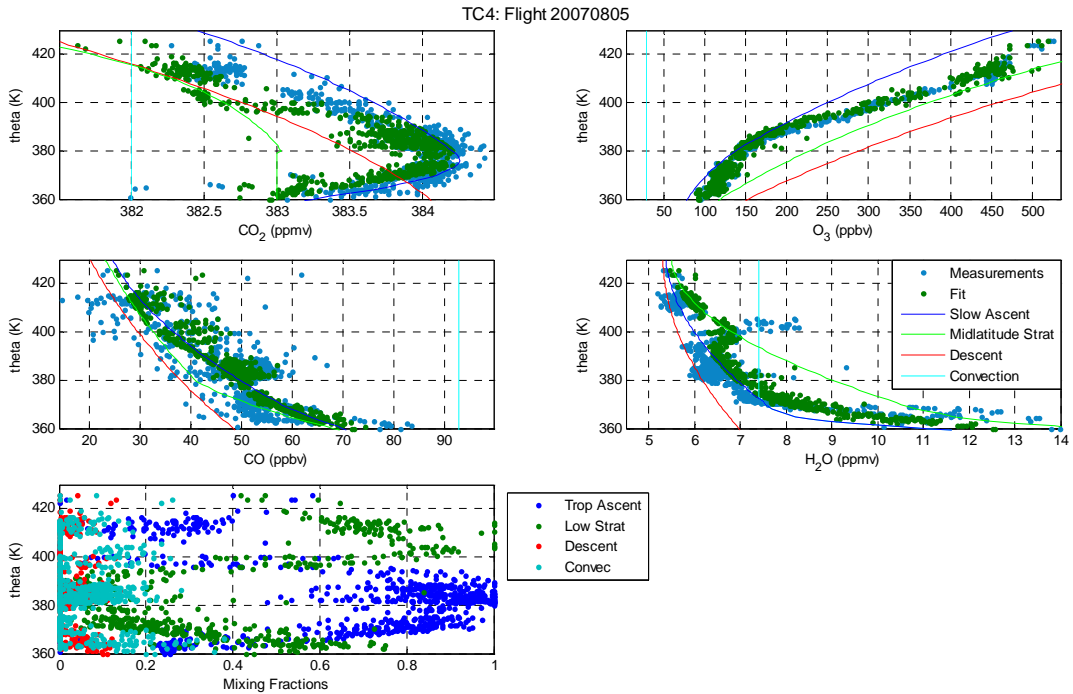 TC4: Flight 20070805
theta (K)
420
400
380
360
382
382.5
383
383.5
384
CO2 (ppmv)
theta (K)
420
400
380
360
50
100
150
200
250
300
350
400
450
500
O3 (ppbv)
theta (K)
420
400
380
360
20
30
40
50
60
70
80
90
CO (ppbv)
theta (K)
420
400
380
360
5
6
7
8
9
10
11
12
13
14
H2O (ppmv)
Measurements
Fit
Slow Ascent
Midlatitude Strat
Descent
Convection
theta (K)
420
400
380
360
0
0.2
0.4
0.6
0.8
1
Mixing Fractions
Trop Ascent
Low Strat
Descent
Convec